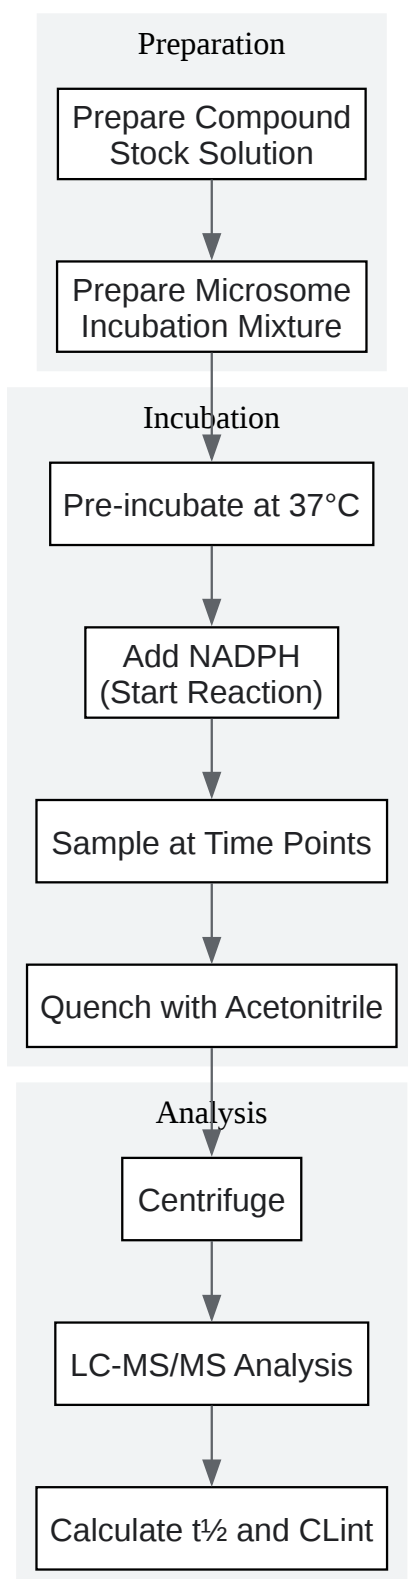 Preparation
Prepare Compound
Stock Solution
Prepare Microsome
Incubation Mixture
Incubation
Pre-incubate at 37°C
Add NADPH
(Start Reaction)
Sample at Time Points
Quench with Acetonitrile
Analysis
Centrifuge
LC-MS/MS Analysis
Calculate t½ and CLint